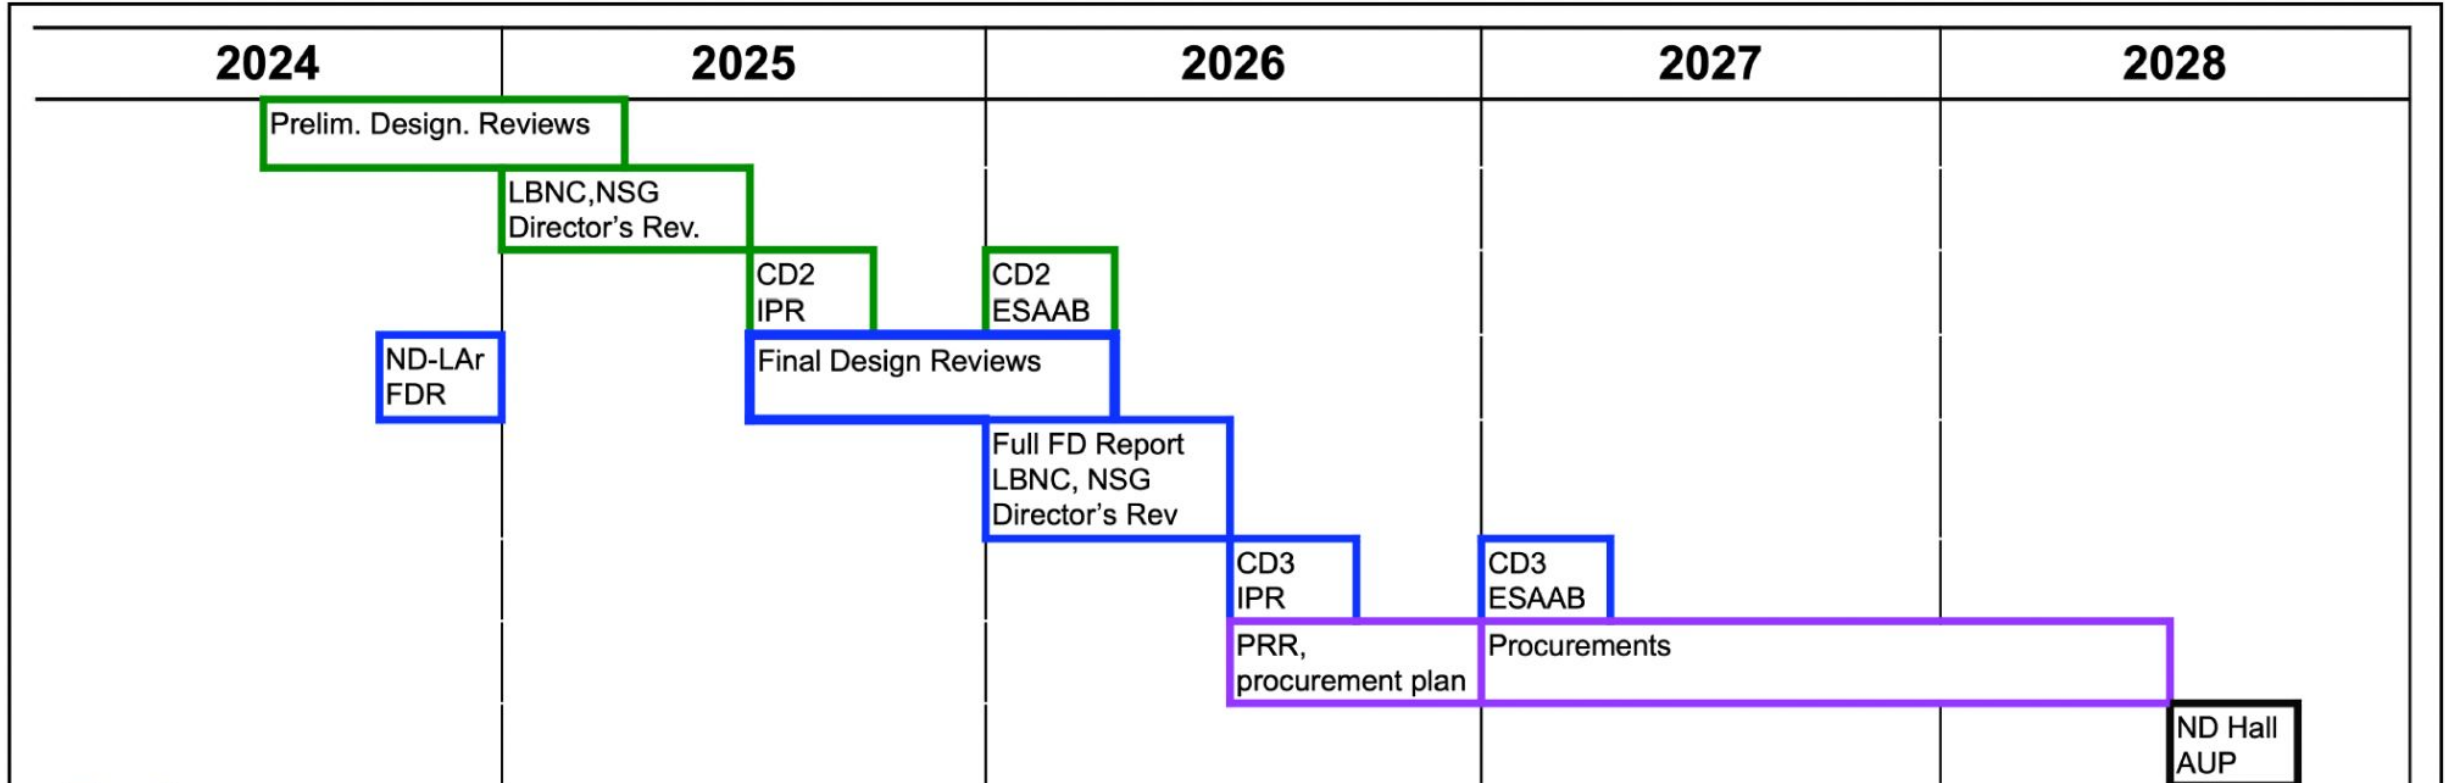 2024 2025 2026 2027 2028
Prelim. Design. Reviews
LBNC,NSG
Director's Rev.
CD2
IPR
CD2
ESAAB
ND-LAr
FDR
Final Design Reviews
Full FD Report
LBNC, NSG
Director's Rev
CD3
IPR
CD3
ESAAB
PRR,
procurement plan
Procurements
ND Hall
AUP